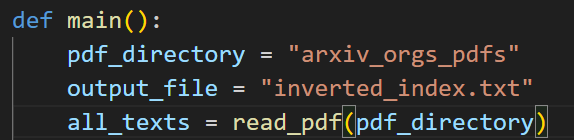 def main():
    pdf_directory = "arxiv_orgs_pdfs"
    output_file = "inverted_index.txt"
    all_texts = read_pdf(pdf_directory)